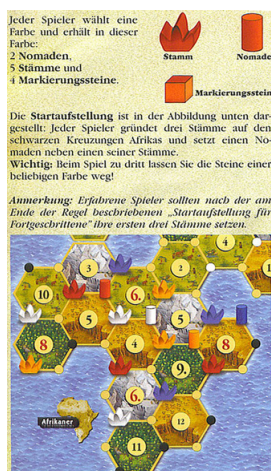 Jeder Spieler wählt eine
Farbe und erhält in dieser
Farbe:
2 Nomaden,
5 Stämme und
4 Markierungssteine.
Stamm
Nomade
Markierungsstein
Die Startaufstellung ist in der Abbildung unten dar-
gestellt: Jeder Spieler gründet drei Stämme auf den
schwarzen Kreuzungen Afrikas und setzt einen No-
maden neben einen seiner Stämme.
Wichtig: Beim Spiel zu dritt lassen Sie die Steine einer
beliebigen Farbe weg!
Anmerkung: Erfahrene Spieler sollten nach der am
Ende der Regel beschriebenen „Startaufstellung für
Fortgeschrittene" ihre ersten drei Stämme setzen.
4
3
2
1
10
6.
5
5
8
4
8
9.
6.
12
Afrikaner
11